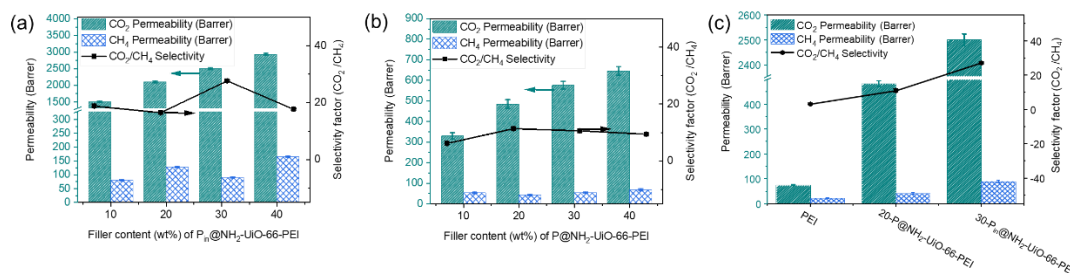 (a)
CO₂ Permeability (Barrer)
CH₄ Permeability (Barrer)
CO₂/CH₄ Selectivity
Permeability (Barrer)
4000
3500
3000
2500
2000
1500
300
250
200
150
100
50
0
40
20
0
Selectivity factor (CO₂ /CH₄)
10 20 30 40
Filler content (wt%) of Pᵢₙ@NH₂-UiO-66-PEI
(b)
CO₂ Permeability (Barrer)
CH₄ Permeability (Barrer)
CO₂/CH₄ Selectivity
Permeability (Barrer)
900
800
700
600
500
400
300
200
100
0
40
20
0
Selectivity factor (CO₂ /CH₄)
10 20 30 40
Filler content (wt%) of P@NH₂-UiO-66-PEI
(c)
CO₂ Permeability (Barrer)
CH₄ Permeability (Barrer)
CO₂/CH₄ Selectivity
Permeability (Barrer)
2600
2500
2400
400
300
200
100
0
40
20
0
-20
-40
Selectivity factor (CO₂ /CH₄)
PEI
20-P@NH₂-UiO-66-PEI
30-Pᵢₙ@NH₂-UiO-66-PEI